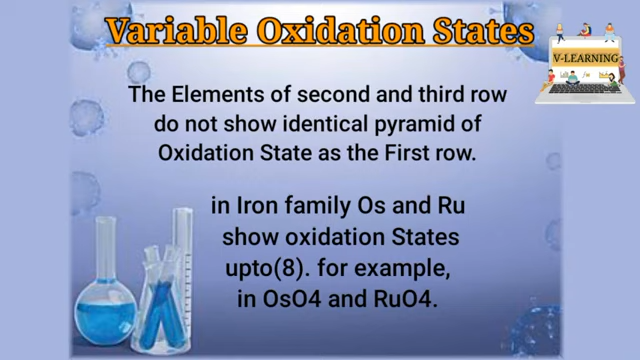 Variable Oxidation States
V-LEARNING
The Elements of second and third row
do not show identical pyramid of
Oxidation State as the First row.
in Iron family Os and Ru
show oxidation States
upto(8). for example,
in OsO4 and RuO4.